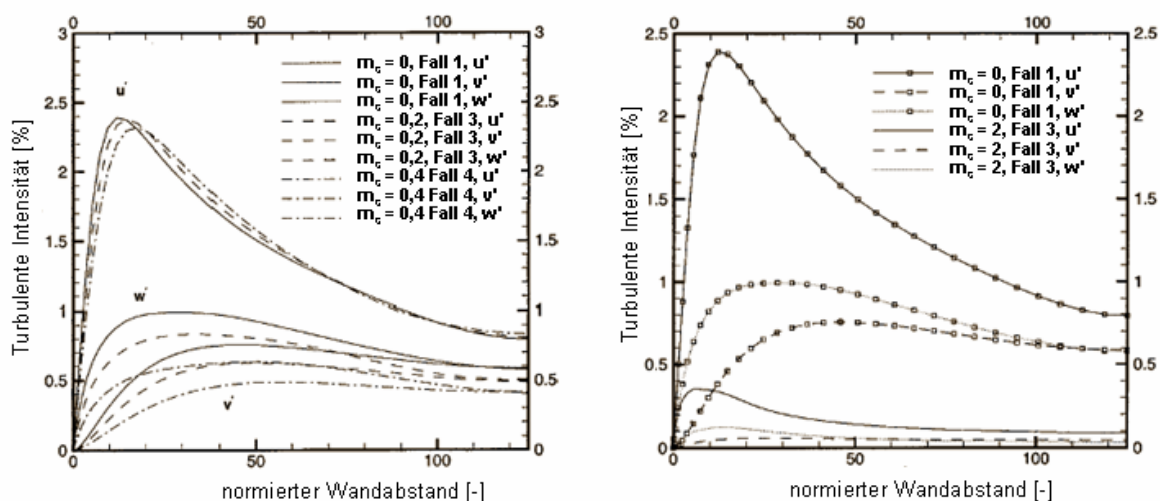 0 50 100
3 3
2.5 2.5
2 2
1.5 1.5
1 1
0.5 0.5
0 0
0 50 100
Turbulente Intensität [%]
normierter Wandabstand [-]
u'
w'
v'
m_c = 0, Fall 1, u'
m_c = 0, Fall 1, v'
m_c = 0, Fall 1, w'
m_c = 0,2, Fall 3, u'
m_c = 0,2, Fall 3, v'
m_c = 0,2, Fall 3, w'
m_c = 0,4 Fall 4, u'
m_c = 0,4 Fall 4, v'
m_c = 0,4 Fall 4, w'
0 50 100
2.5 2.5
2 2
1.5 1.5
1 1
0.5 0.5
0 0
0 50 100
Turbulente Intensität [%]
normierter Wandabstand [-]
m_c = 0, Fall 1, u'
m_c = 0, Fall 1, v'
m_c = 0, Fall 1, w'
m_c = 2, Fall 3, u'
m_c = 2, Fall 3, v'
m_c = 2, Fall 3, w'